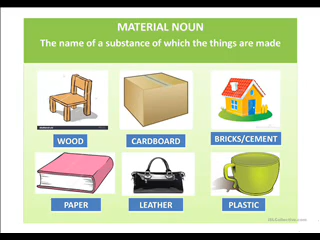 MATERIAL NOUN
The name of a substance of which the things are made
WOOD
CARDBOARD
BRICKS/CEMENT
PAPER
LEATHER
PLASTIC